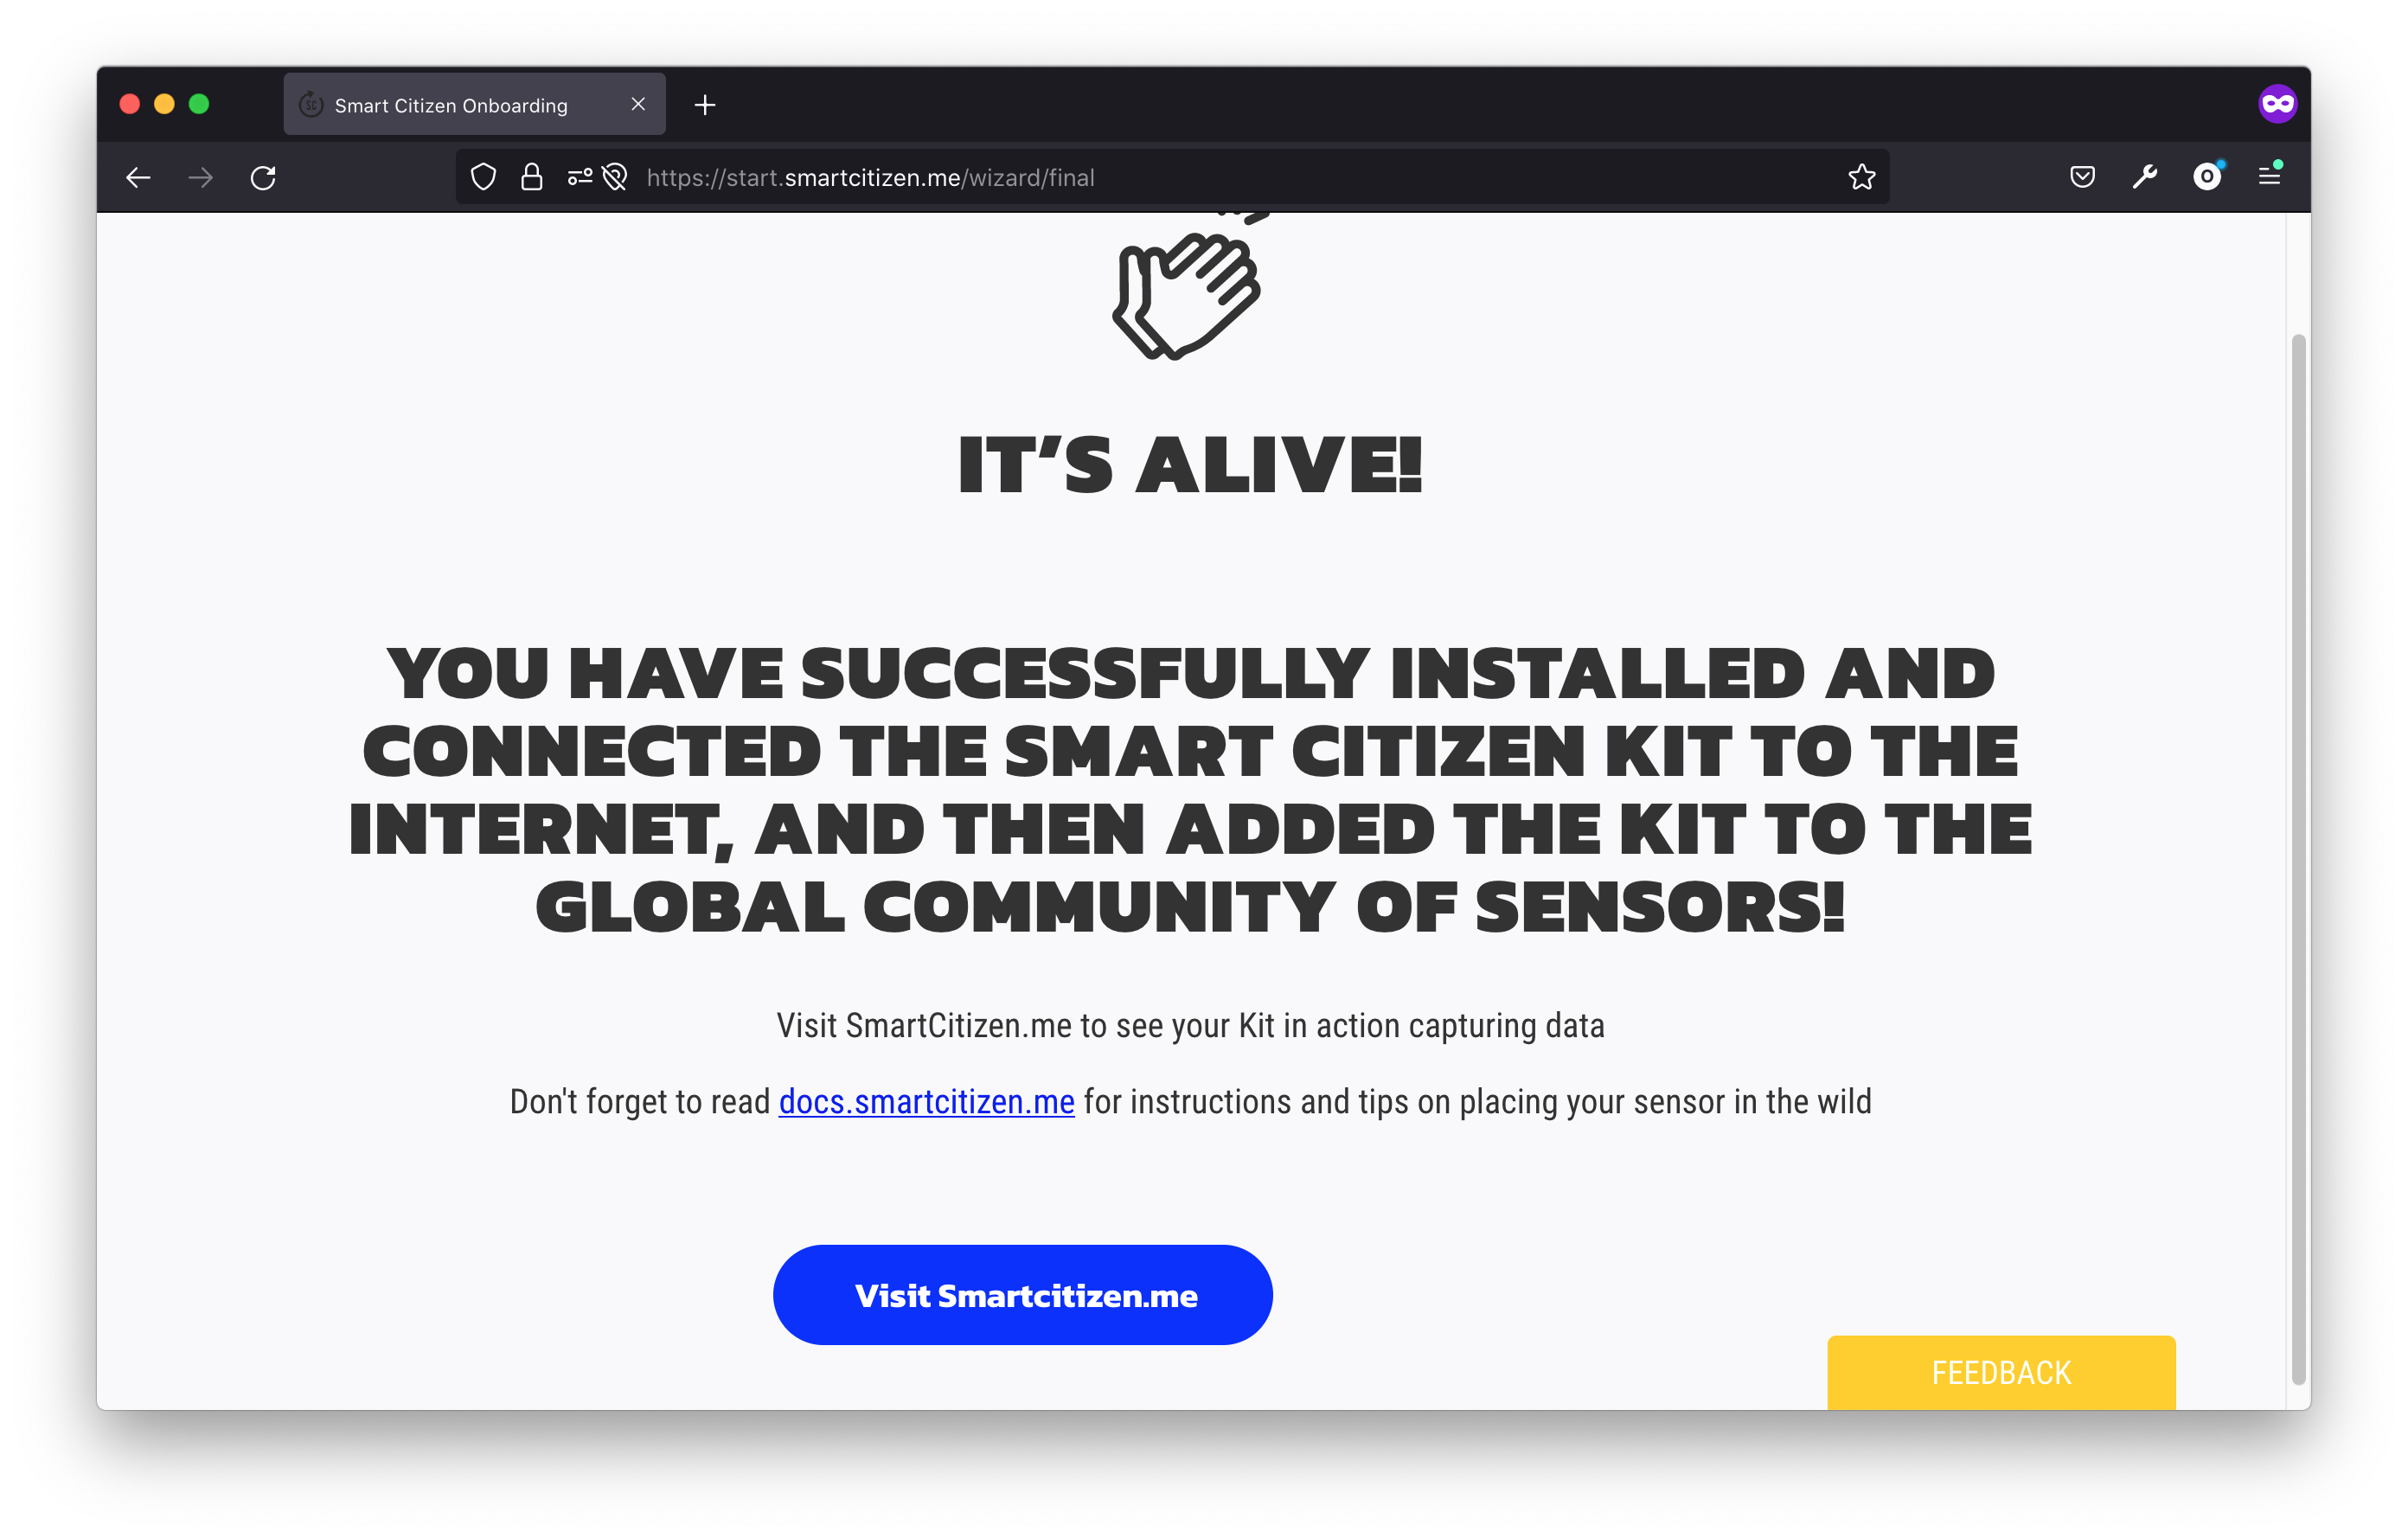 Smart Citizen Onboarding
https://start.smartcitizen.me/wizard/final
IT’S ALIVE!
YOU HAVE SUCCESSFULLY INSTALLED AND
CONNECTED THE SMART CITIZEN KIT TO THE
INTERNET, AND THEN ADDED THE KIT TO THE
GLOBAL COMMUNITY OF SENSORS!
Visit SmartCitizen.me to see your Kit in action capturing data
Don't forget to read docs.smartcitizen.me for instructions and tips on placing your sensor in the wild
Visit Smartcitizen.me
FEEDBACK